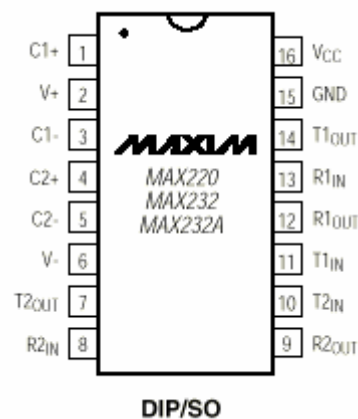 C1+ 1
V+ 2
C1- 3
C2+ 4
C2- 5
V- 6
T2OUT 7
R2IN 8
MAXIM
MAX220
MAX232
MAX232A
16 VCC
15 GND
14 T1OUT
13 R1IN
12 R1OUT
11 T1IN
10 T2IN
9 R2OUT
DIP/SO